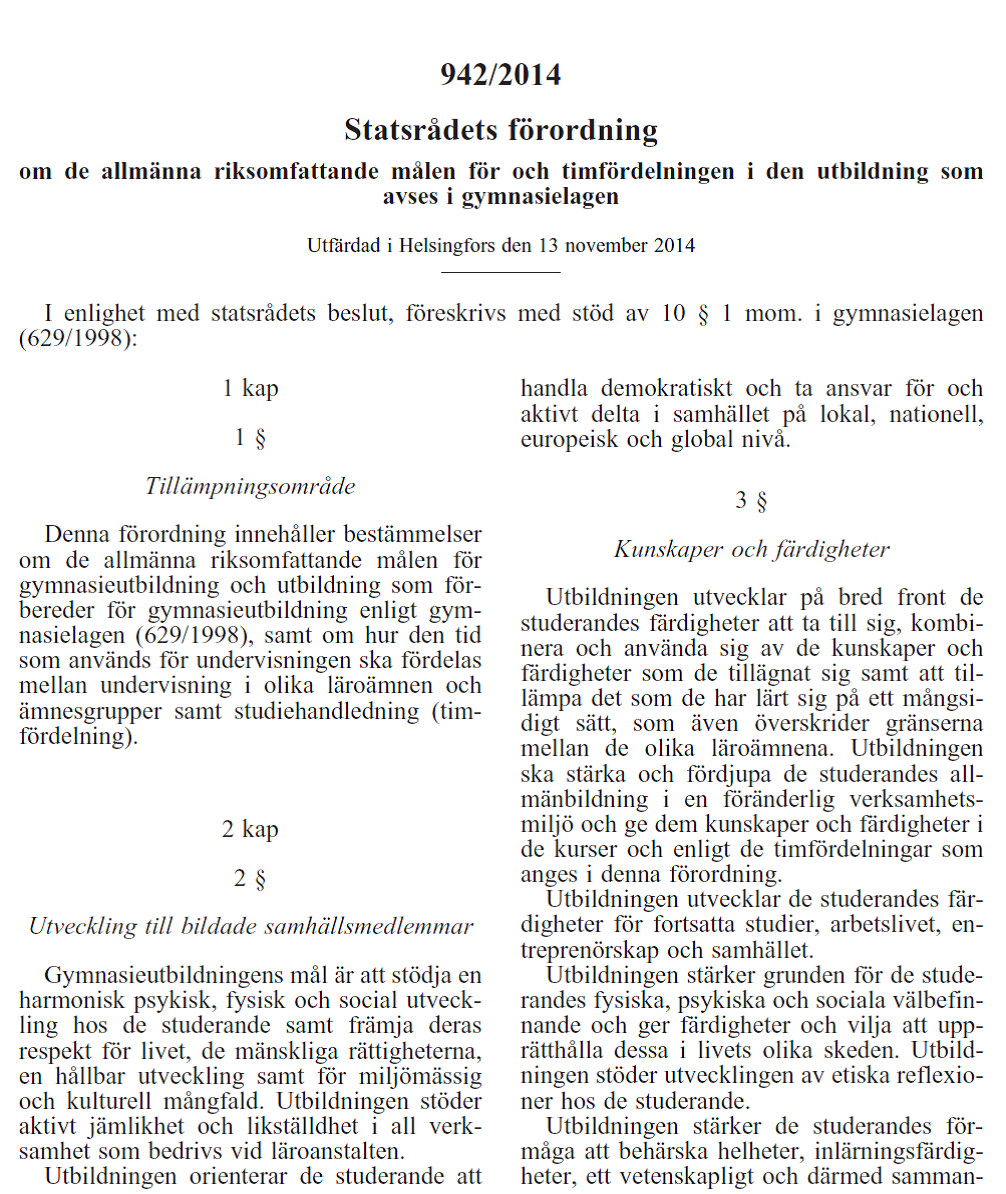 942/2014
Statsrådets förordning
om de allmänna riksomfattande målen för och timfördelningen i den utbildning som
avses i gymnasielagen
Utfärdad i Helsingfors den 13 november 2014
I enlighet med statsrådets beslut, föreskrivs med stöd av 10 § 1 mom. i gymnasielagen
(629/1998):
1 kap
1 §
Tillämpningsområde
Denna förordning innehåller bestämmelser
om de allmänna riksomfattande målen för
gymnasieutbildning och utbildning som för-
bereder för gymnasieutbildning enligt gym-
nasielagen (629/1998), samt om hur den tid
som används för undervisningen ska fördelas
mellan undervisning i olika läroämnen och
ämnesgrupper samt studiehandledning (tim-
fördelning).
2 kap
2 §
Utveckling till bildade samhällsmedlemmar
Gymnasieutbildningens mål är att stödja en
harmonisk psykisk, fysisk och social utveck-
ling hos de studerande samt främja deras
respekt för livet, de mänskliga rättigheterna,
en hållbar utveckling samt för miljömässig
och kulturell mångfald. Utbildningen stöder
aktivt jämlikhet och likställdhet i all verk-
samhet som bedrivs vid läroanstalten.
Utbildningen orienterar de studerande att
handla demokratiskt och ta ansvar för och
aktivt delta i samhället på lokal, nationell,
europeisk och global nivå.
3 §
Kunskaper och färdigheter
Utbildningen utvecklar på bred front de
studerandes färdigheter att ta till sig, kombi-
nera och använda sig av de kunskaper och
färdigheter som de tillägnat sig samt att til-
lämpa det som de har lärt sig på ett mångsi-
digt sätt, som även överskrider gränserna
mellan de olika läroämnena. Utbildningen
ska stärka och fördjupa de studerandes all-
mänbildning i en föränderlig verksamhets-
miljö och ge dem kunskaper och färdigheter i
de kurser och enligt de timfördelningar som
anges i denna förordning.
Utbildningen utvecklar de studerandes fär-
digheter för fortsatta studier, arbetslivet, en-
treprenörskap och samhället.
Utbildningen stärker grunden för de stude-
randes fysiska, psykiska och sociala välbefin-
nande och ger färdigheter och vilja att upp-
rätthålla dessa i livets olika skeden. Utbild-
ningen stöder utvecklingen av etiska reflexio-
ner hos de studerande.
Utbildningen stärker de studerandes för-
måga att behärska helheter, inlärningsfärdig-
heter, ett vetenskapligt och därmed samman-